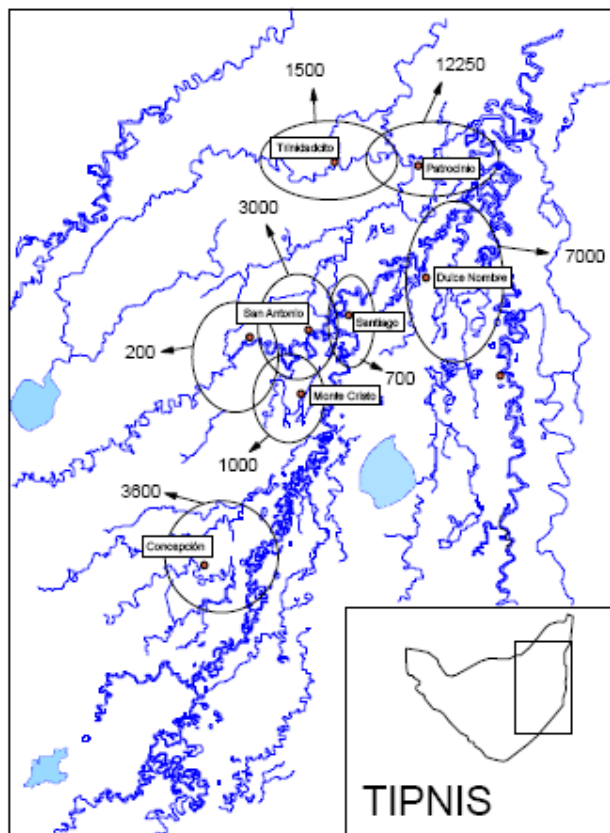 1500
12250
Trinidadcito
Patrocinio
3000
7000
Dulce Nombre
San Antonio
Santiago
200
700
Monte Cristo
1000
3600
Concepción
TIPNIS